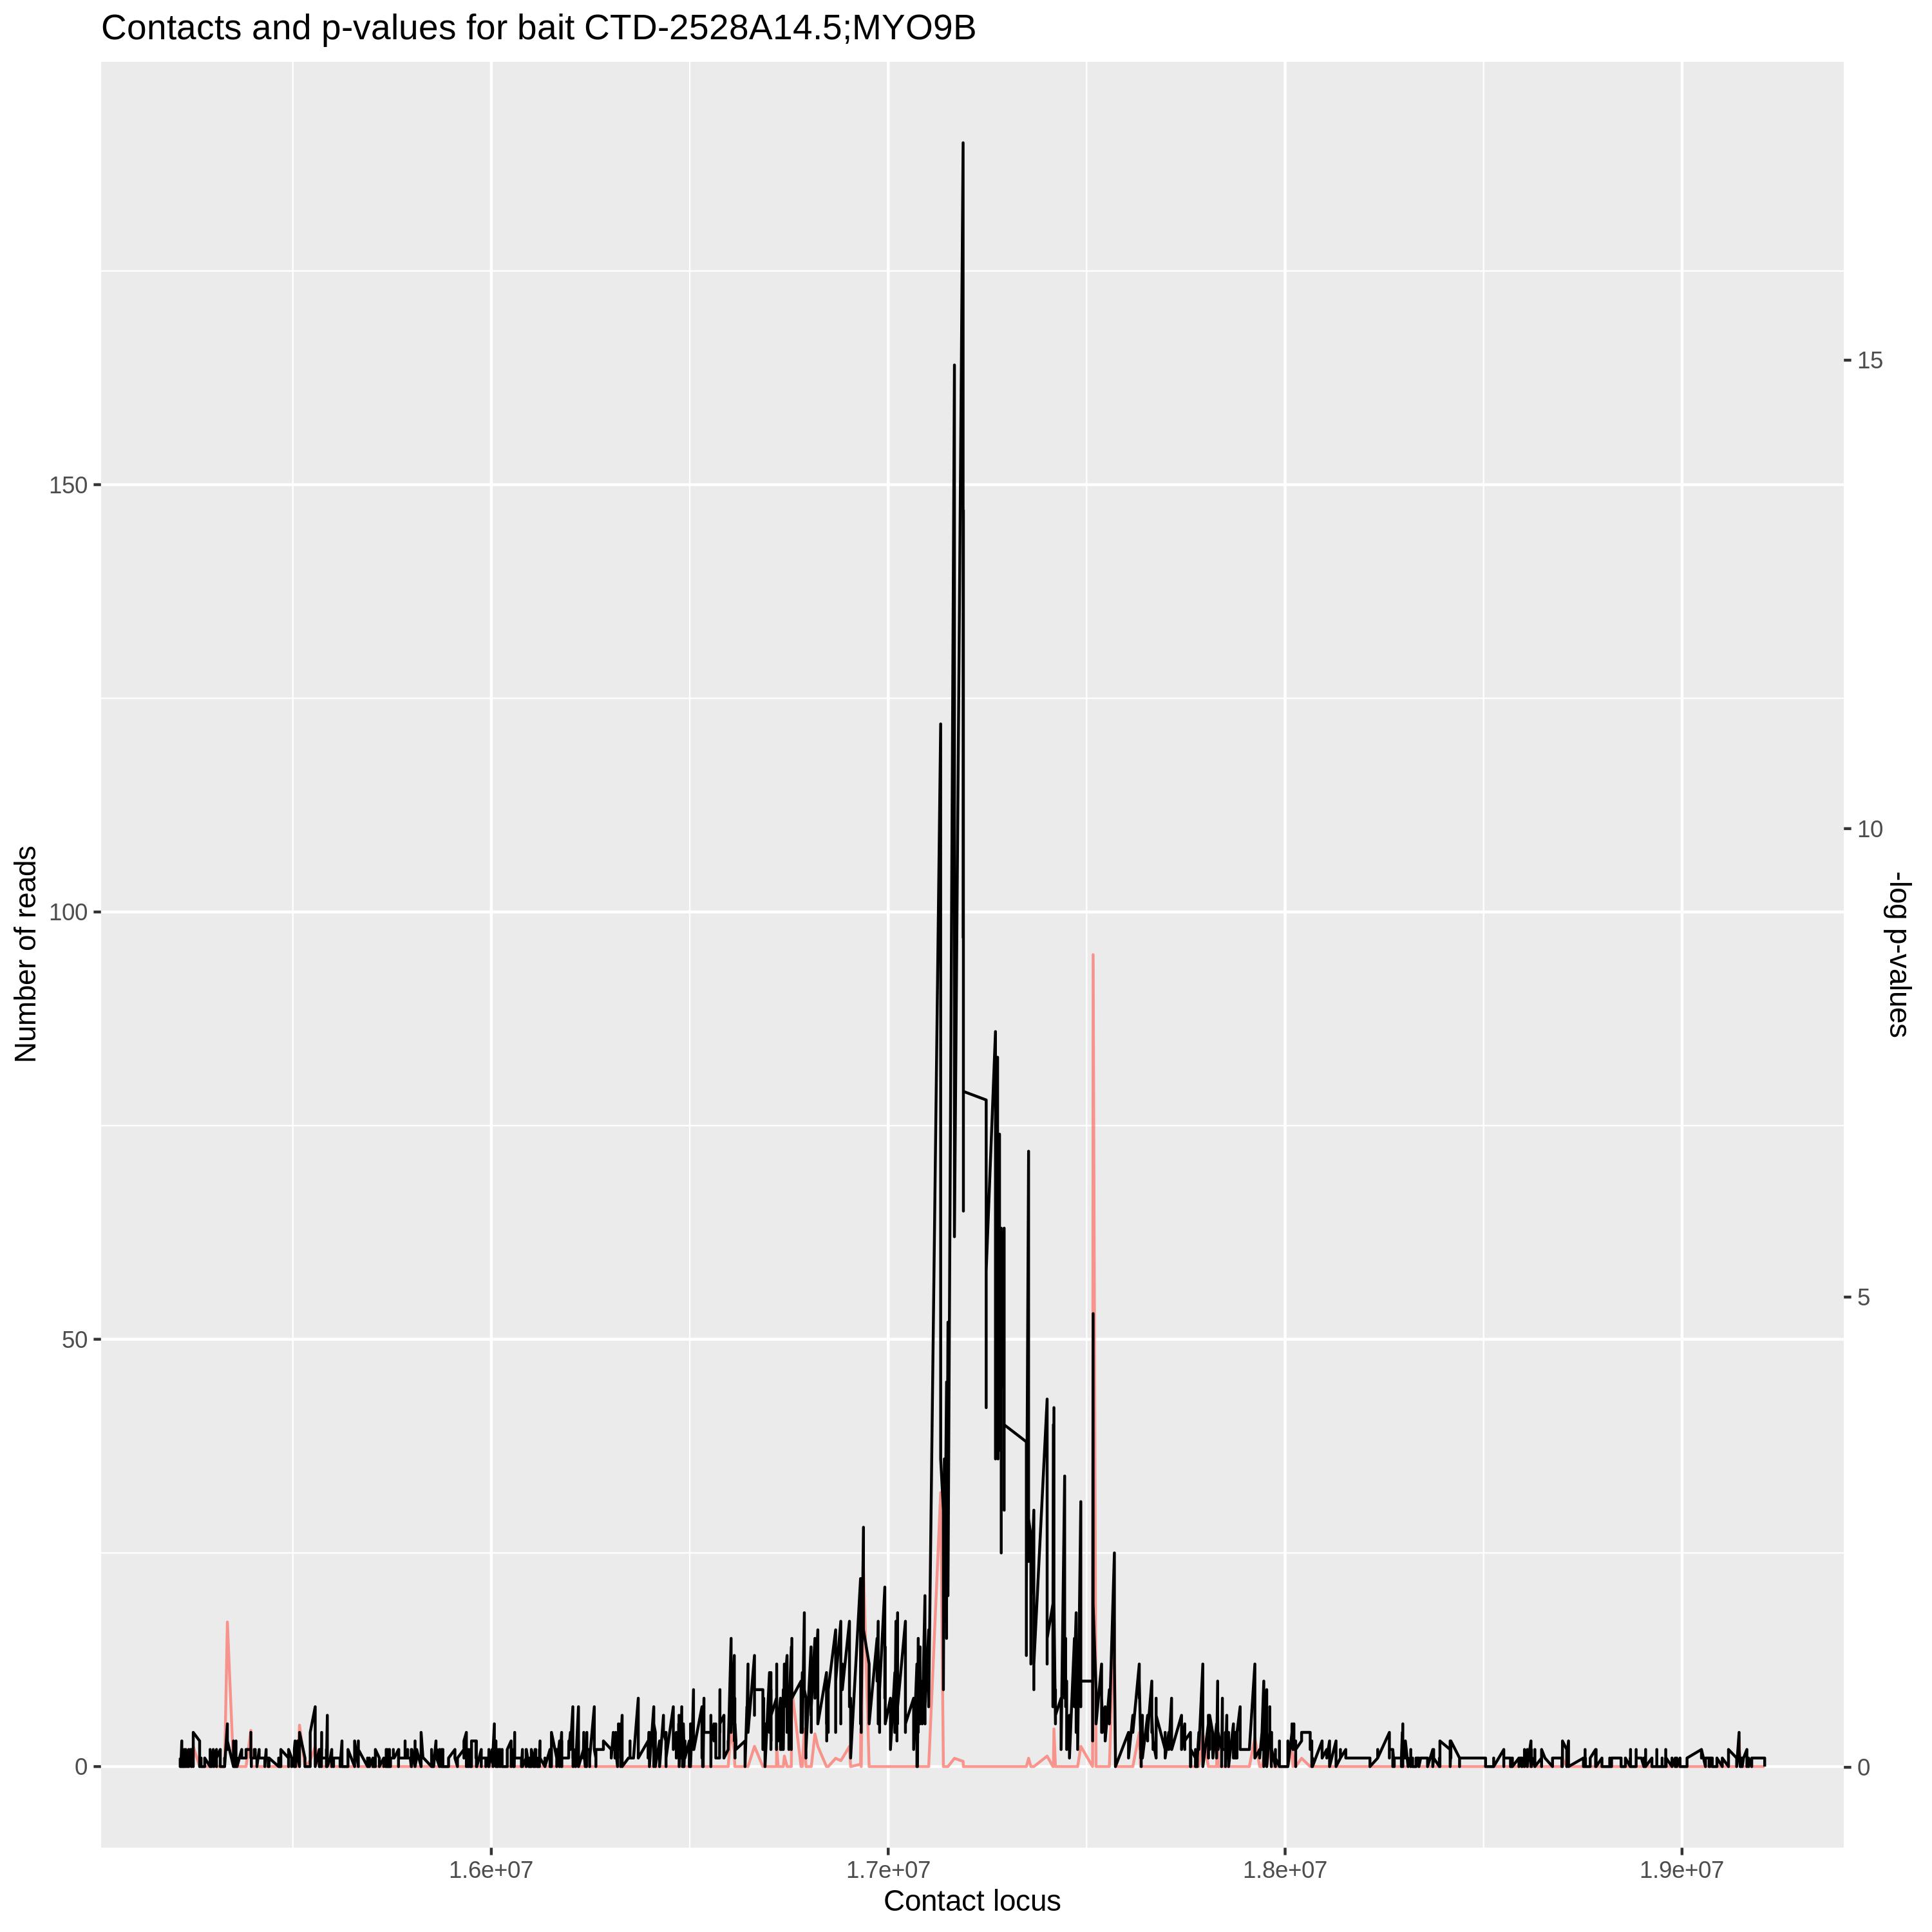 Contacts and p-values for bait CTD-2528A14.5;MYO9B
Number of reads
150
100
50
0
15
10
5
0
-log p-values
1.6e+07
1.7e+07
1.8e+07
1.9e+07
Contact locus